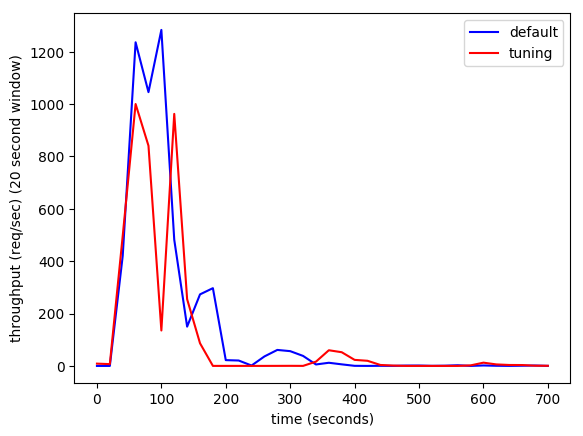 default
tuning
1200
1000
800
600
400
200
0
throughput (req/sec) (20 second window)
0 100 200 300 400 500 600 700
time (seconds)